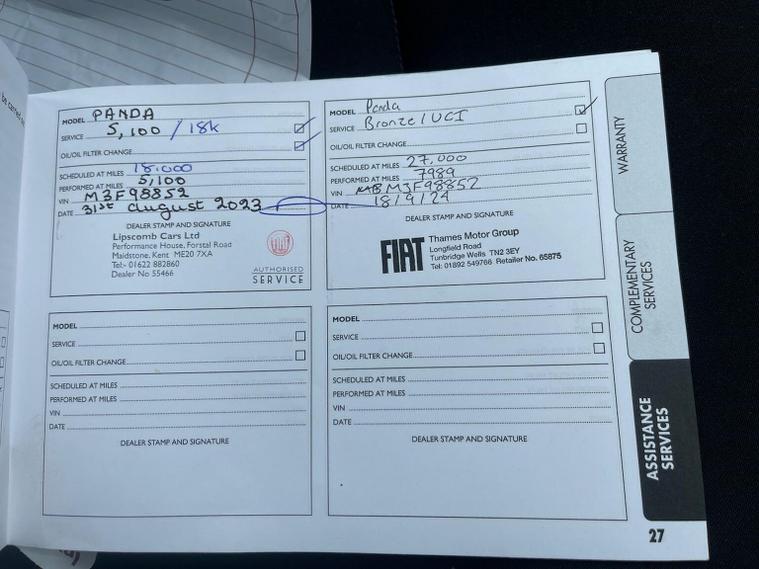 MODEL PANDA
SERVICE 5,100 / 18k
OIL/OIL FILTER CHANGE
SCHEDULED AT MILES 18.000
PERFORMED AT MILES 5,100
VIN M3F98852
DATE 31st august 2023
DEALER STAMP AND SIGNATURE
Lipscomb Cars Ltd
Performance House, Forstal Road
Maidstone, Kent ME20 7XA
Tel:- 01622 882860
Dealer No 55466
AUTHORISED
SERVICE
MODEL Panda
SERVICE Bronze / UCI
OIL/OIL FILTER CHANGE
SCHEDULED AT MILES 27,000
PERFORMED AT MILES 7989
VIN MJF98852
DATE 18/9/24
DEALER STAMP AND SIGNATURE
FIAT
Thames Motor Group
Longfield Road
Tunbridge Wells TN2 3EY
Tel: 01892 549766 Retailer No. 65875
MODEL
SERVICE
OIL/OIL FILTER CHANGE
SCHEDULED AT MILES
PERFORMED AT MILES
VIN
DATE
DEALER STAMP AND SIGNATURE
MODEL
SERVICE
OIL/OIL FILTER CHANGE
SCHEDULED AT MILES
PERFORMED AT MILES
VIN
DATE
DEALER STAMP AND SIGNATURE
WARRANTY
COMPLEMENTARY
SERVICES
ASSISTANCE
SERVICES
27